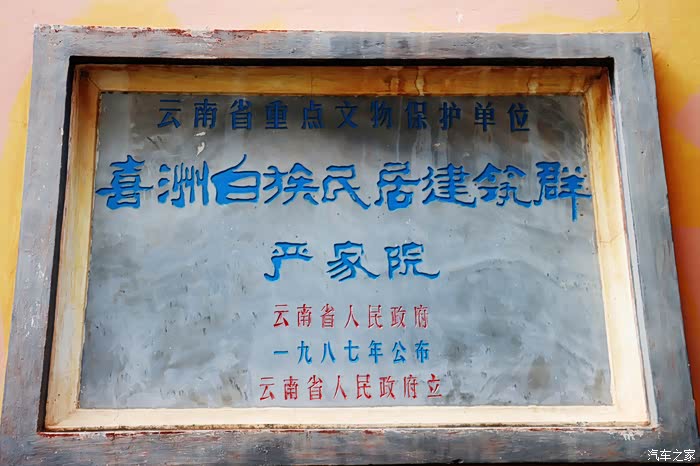 云南省重点文物保护单位
喜洲白族民居建筑群
严家院
云南省人民政府
一九八七年公布
云南省人民政府立
汽车之家